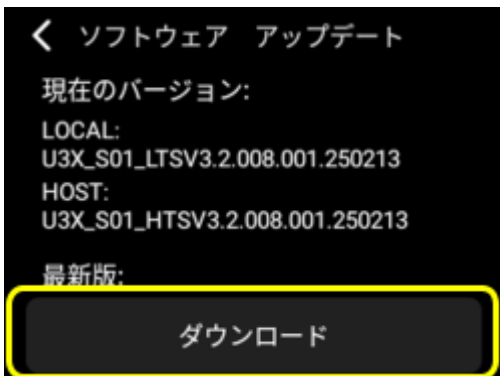 ソフトウェア アップデート
現在のバージョン:
LOCAL:
U3X_S01_LTSV3.2.008.001.250213
HOST:
U3X_S01_HTSV3.2.008.001.250213
最新版:
ダウンロード